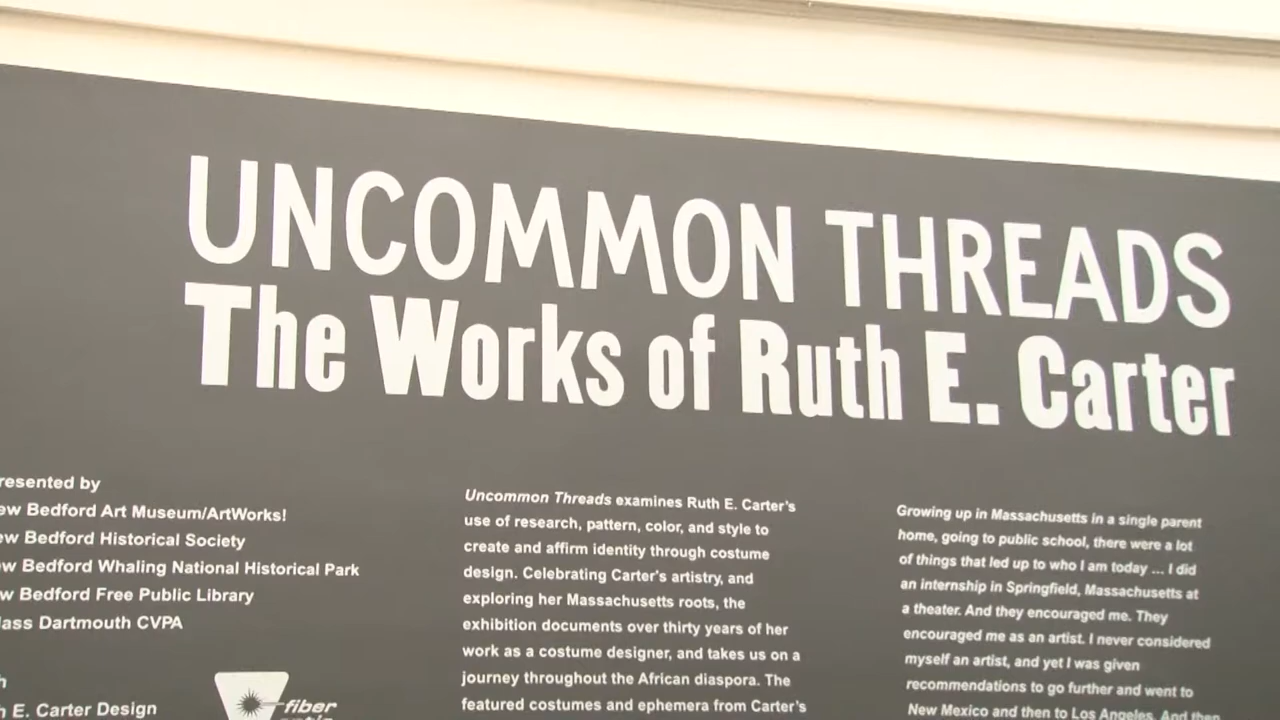 UNCOMMON THREADS
The Works of Ruth E. Carter
resented by
ew Bedford Art Museum/ArtWorks!
ew Bedford Historical Society
ew Bedford Whaling National Historical Park
ew Bedford Free Public Library
lass Dartmouth CVPA
h
h E. Carter Design
fiber
Uncommon Threads examines Ruth E. Carter's
use of research, pattern, color, and style to
create and affirm identity through costume
design. Celebrating Carter's artistry, and
exploring her Massachusetts roots, the
exhibition documents over thirty years of her
work as a costume designer, and takes us on a
journey throughout the African diaspora. The
featured costumes and ephemera from Carter's
Growing up in Massachusetts in a single parent
home, going to public school, there were a lot
of things that led up to who I am today ... I did
an internship in Springfield, Massachusetts at
a theater. And they encouraged me. They
encouraged me as an artist. I never considered
myself an artist, and yet I was given
recommendations to go further and went to
New Mexico and then to Los Angeles. And then